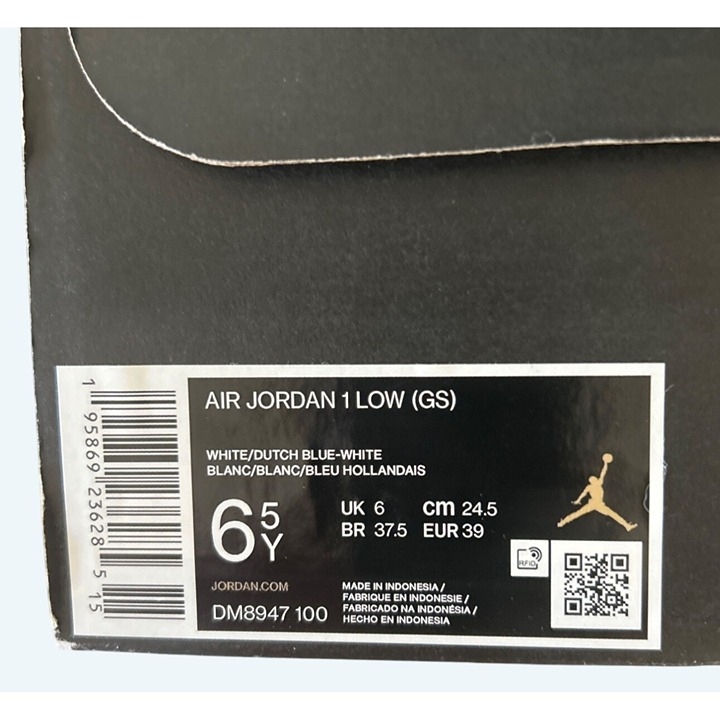 AIR JORDAN 1 LOW (GS)
WHITE/DUTCH BLUE-WHITE
BLANC/BLANC/BLEU HOLLANDAIS
6 5 Y
UK 6 cm 24.5
BR 37.5 EUR 39
RFID
JORDAN.COM
DM8947 100
MADE IN INDONESIA /
FABRIQUE EN INDONESIE /
FABRICADO NA INDONÉSIA /
HECHO EN INDONESIA
1 95869 23628 5 15